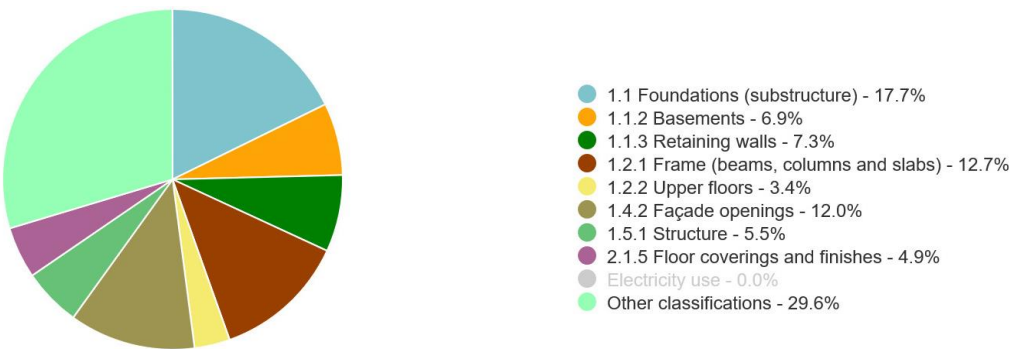 1.1 Foundations (substructure) - 17.7%
1.1.2 Basements - 6.9%
1.1.3 Retaining walls - 7.3%
1.2.1 Frame (beams, columns and slabs) - 12.7%
1.2.2 Upper floors - 3.4%
1.4.2 Façade openings - 12.0%
1.5.1 Structure - 5.5%
2.1.5 Floor coverings and finishes - 4.9%
Electricity use - 0.0%
Other classifications - 29.6%